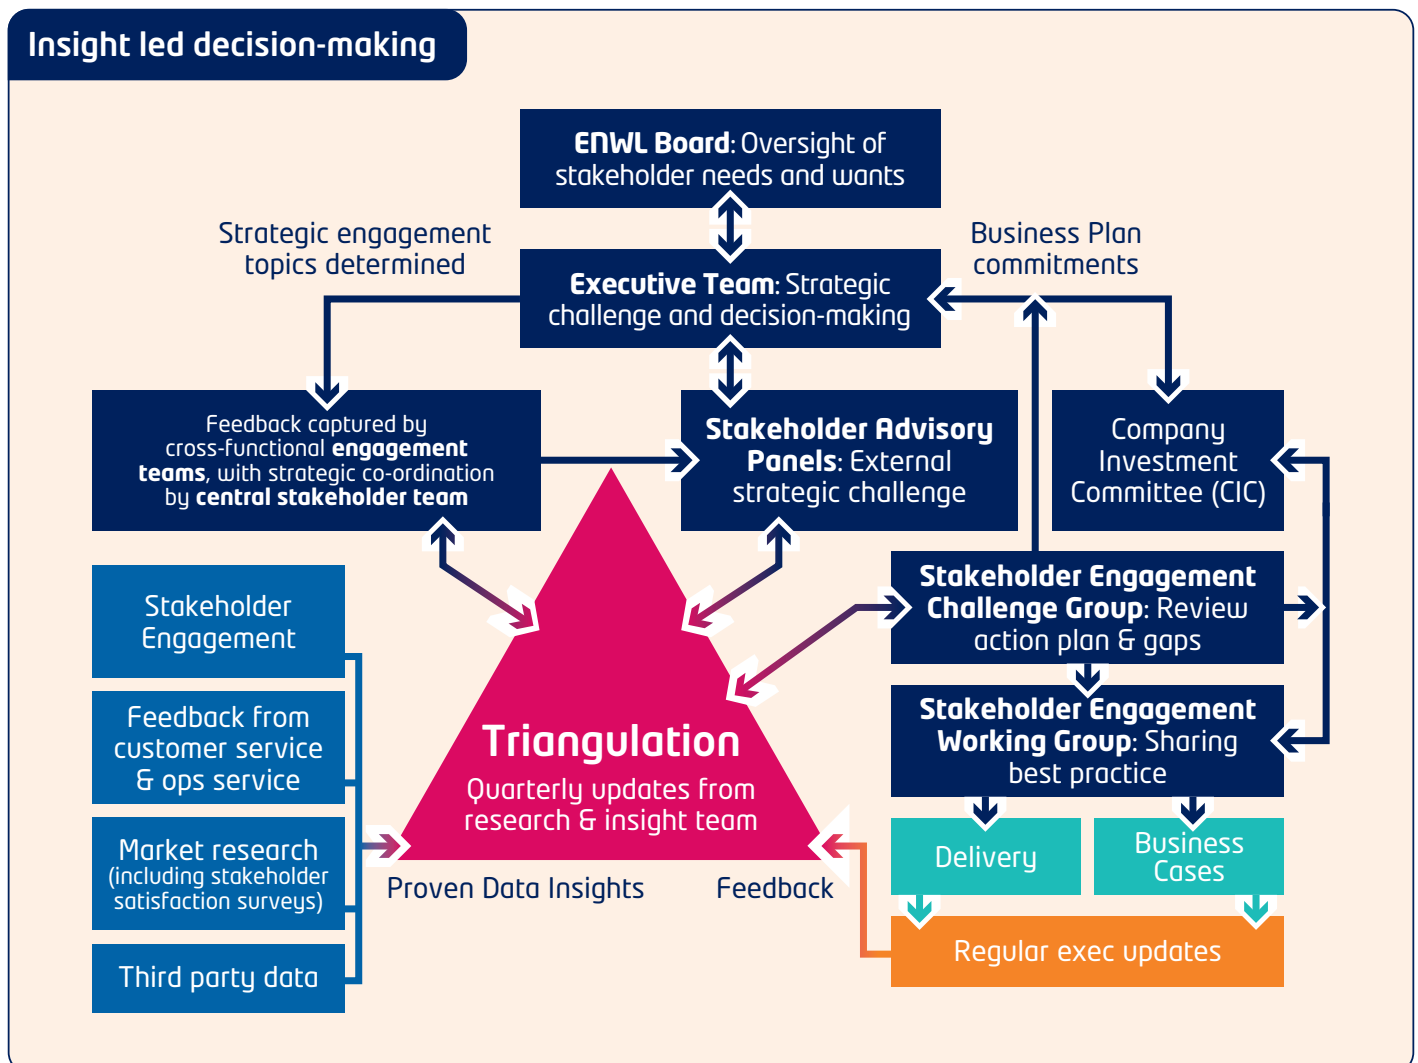 Insight led decision-making
ENWL Board: Oversight of
stakeholder needs and wants
Strategic engagement
topics determined
Business Plan
commitments
Executive Team: Strategic
challenge and decision-making
Feedback captured by
cross-functional engagement
teams, with strategic co-ordination
by central stakeholder team
Stakeholder Advisory
Panels: External
strategic challenge
Company
Investment
Committee (CIC)
Stakeholder
Engagement
Feedback from
customer service
& ops service
Market research
(including stakeholder
satisfaction surveys)
Third party data
Triangulation
Quarterly updates from
research & insight team
Proven Data Insights
Feedback
Stakeholder Engagement
Challenge Group: Review
action plan & gaps
Stakeholder Engagement
Working Group: Sharing
best practice
Delivery
Business
Cases
Regular exec updates